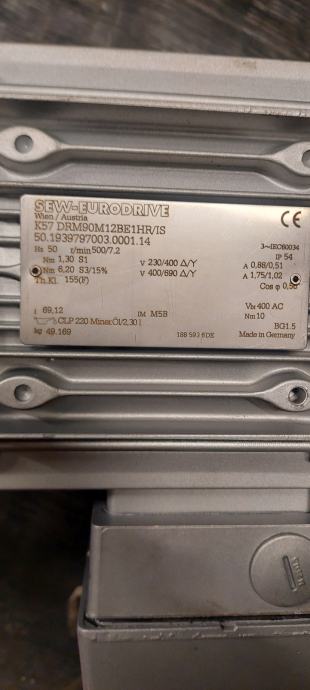 SEW-EURODRIVE
Wien / Austria
K57 DRM90M12BE1HR/IS
50.1939797003.0001.14
3~IEC60034
Hz 50 r/min 500/7.2 IP 54
Nm 1,30 S1 V 230/400 Δ/Y A 0,88/0,51
Nm 6,20 S3/15% V 400/690 Δ/Y A 1,75/1,02
Th.Kl 155(F) Cos φ
i 69,12 IM M5B VBr 400 AC
CLP 220 Miner.Öl/2,30 l Nm 10
kg 49.169 188 593 6DE BG1.5
Made in Germany
CE